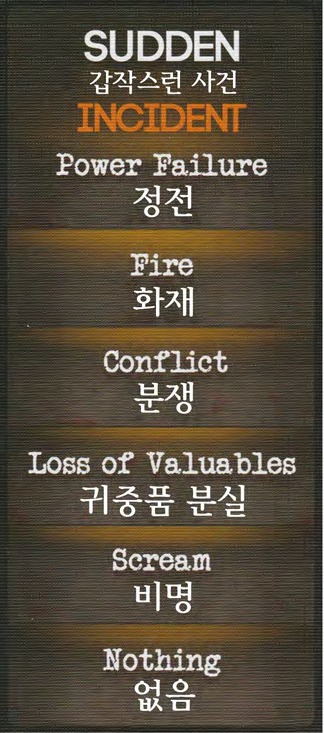 SUDDEN
갑작스런 사건
INCIDENT
Power Failure
정전
Fire
화재
Conflict
분쟁
Loss of Valuables
귀중품 분실
Scream
비명
Nothing
없음